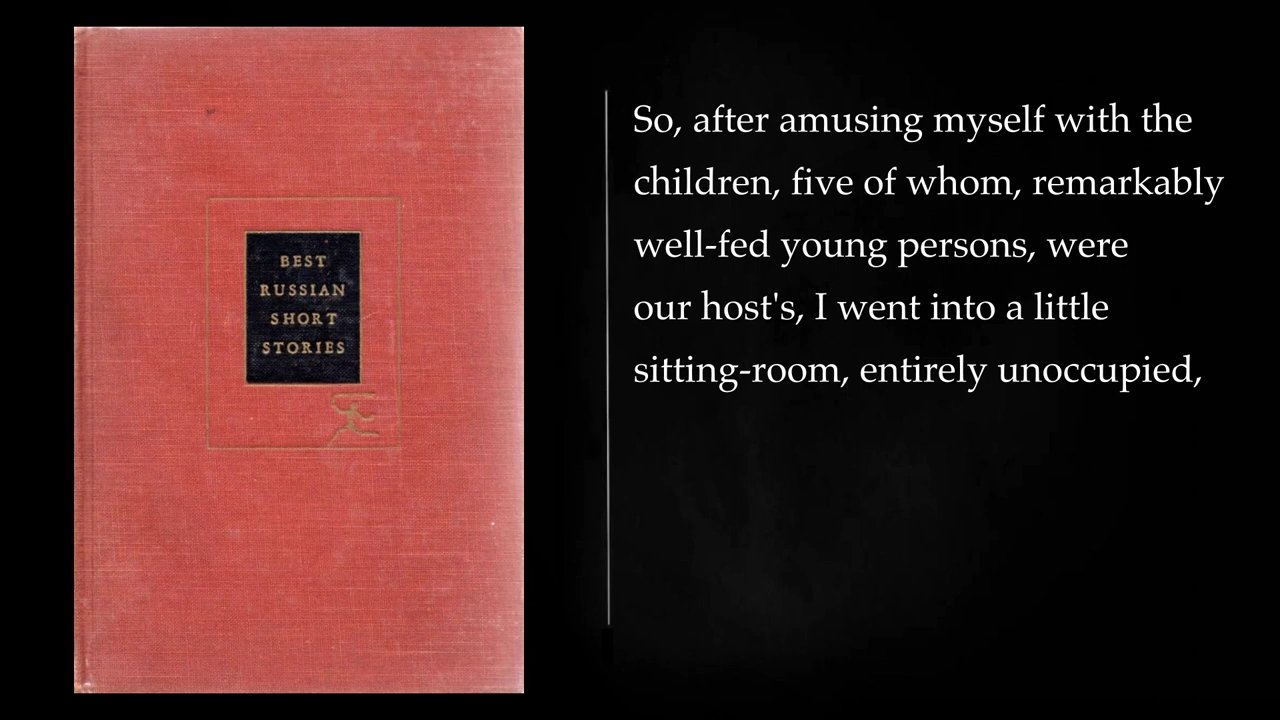 BEST
RUSSIAN
SHORT
STORIES
So, after amusing myself with the
children, five of whom, remarkably
well-fed young persons, were
our host's, I went into a little
sitting-room, entirely unoccupied,